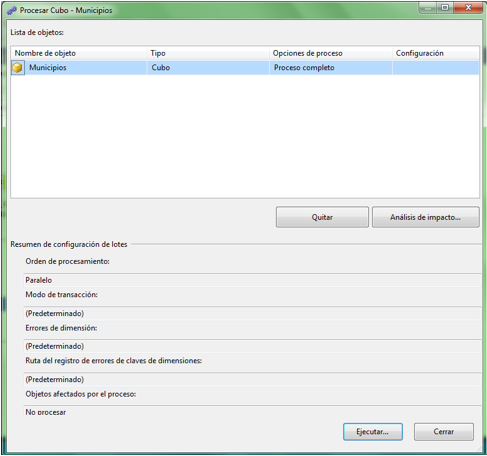 Procesar Cubo - Municipios
Lista de objetos:
Nombre de objeto Tipo Opciones de proceso Configuración
Municipios Cubo Proceso completo
Quitar Análisis de impacto...
Resumen de configuración de lotes
Orden de procesamiento:
Paralelo
Modo de transacción:
(Predeterminado)
Errores de dimensión:
(Predeterminado)
Ruta del registro de errores de claves de dimensiones:
(Predeterminado)
Objetos afectados por el proceso:
No procesar
Ejecutar... Cerrar